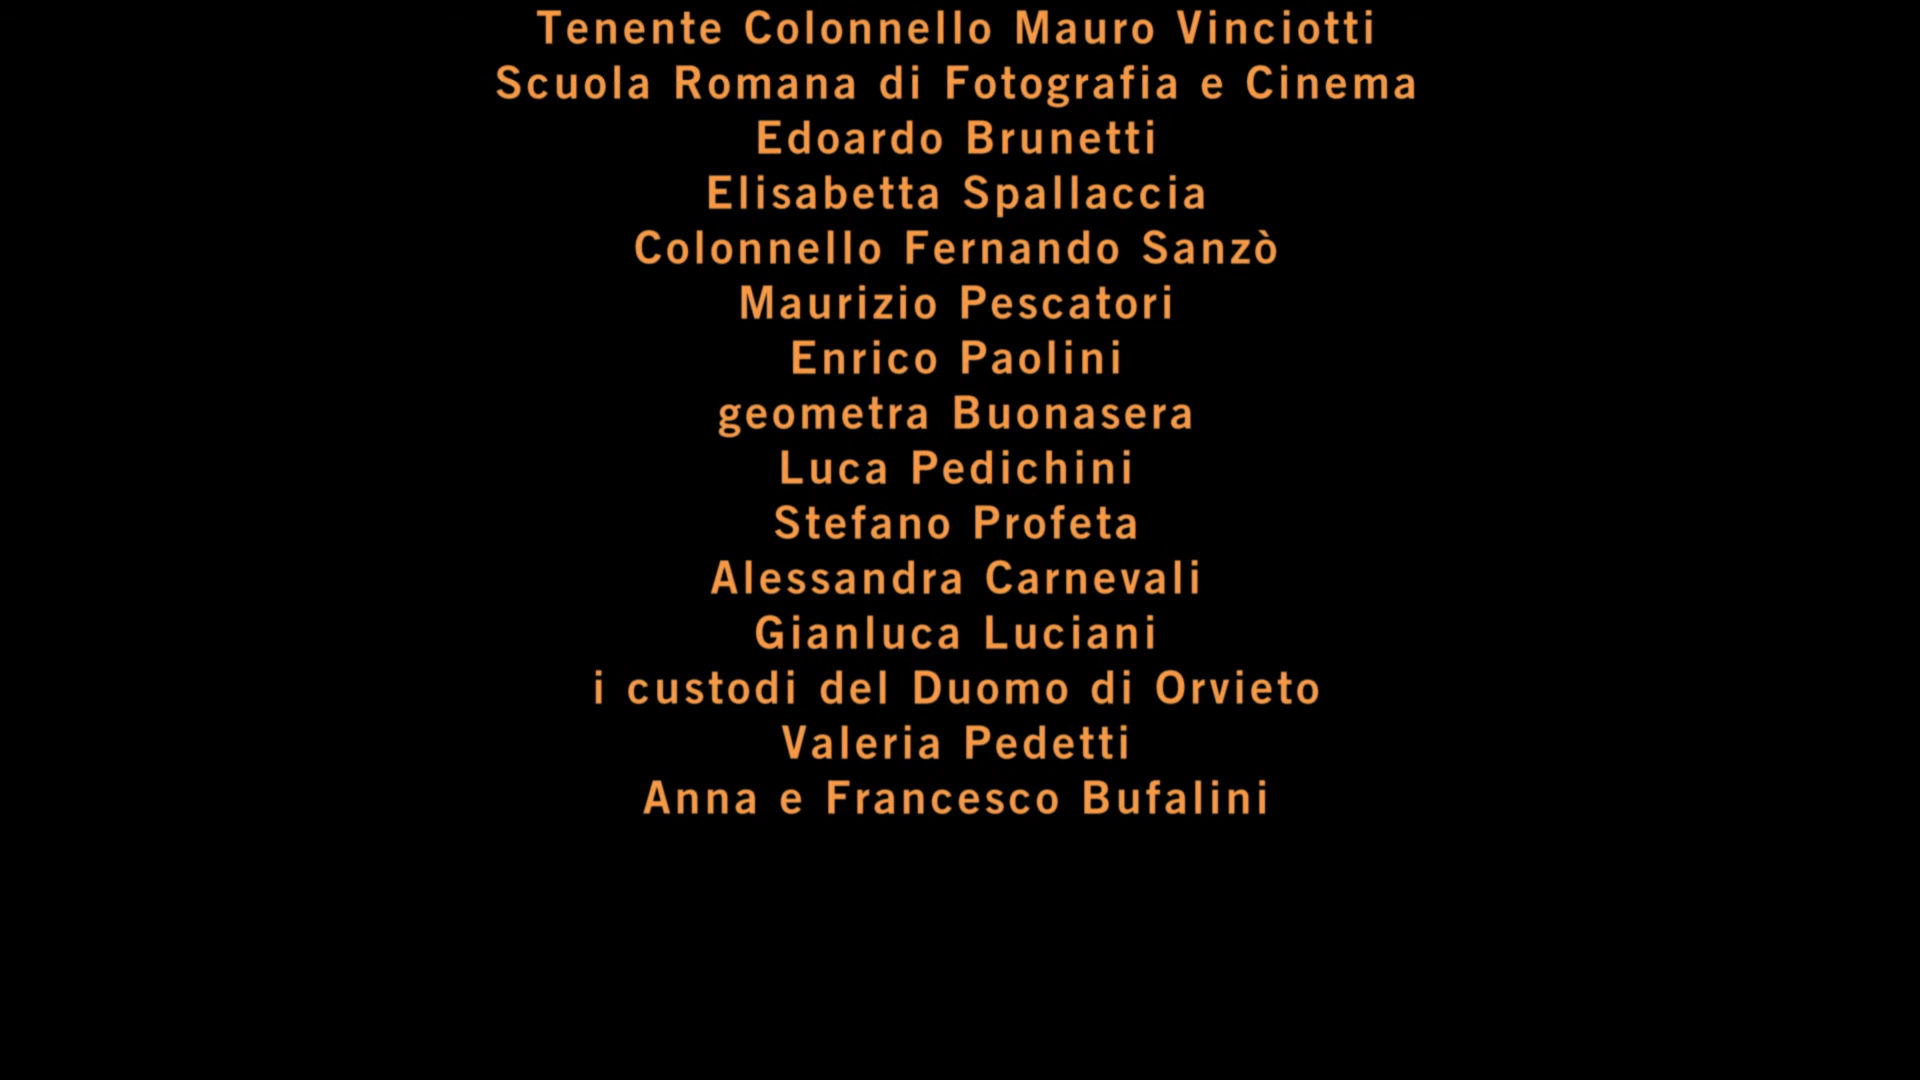 Tenente Colonnello Mauro Vinciotti
Scuola Romana di Fotografia e Cinema
Edoardo Brunetti
Elisabetta Spallaccia
Colonnello Fernando Sanzò
Maurizio Pescatori
Enrico Paolini
geometra Buonasera
Luca Pedichini
Stefano Profeta
Alessandra Carnevali
Gianluca Luciani
i custodi del Duomo di Orvieto
Valeria Pedetti
Anna e Francesco Bufalini